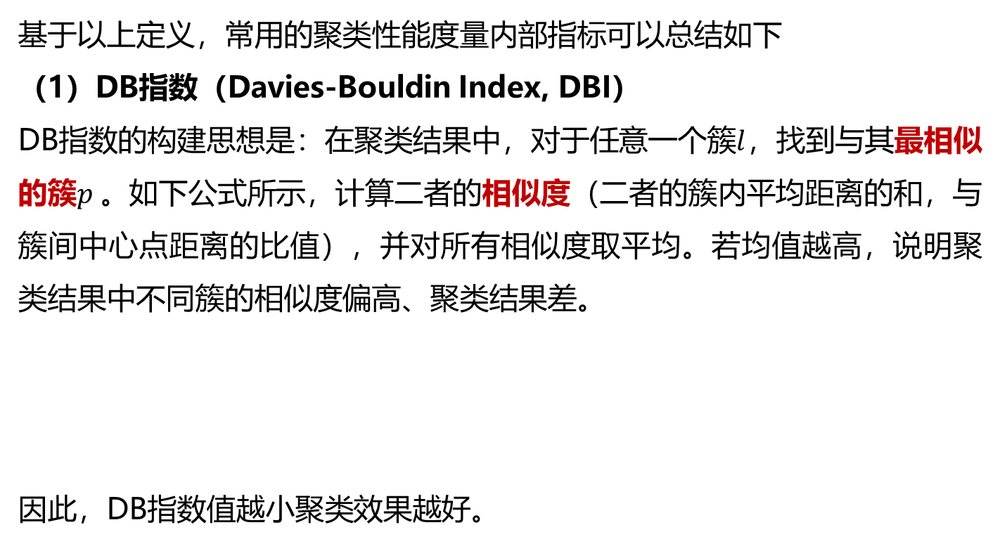 基于以上定义，常用的聚类性能度量内部指标可以总结如下
（1）DB指数（Davies-Bouldin Index, DBI）
DB指数的构建思想是：在聚类结果中，对于任意一个簇l，找到与其最相似
的簇p 。如下公式所示，计算二者的相似度（二者的簇内平均距离的和，与
簇间中心点距离的比值），并对所有相似度取平均。若均值越高，说明聚
类结果中不同簇的相似度偏高、聚类结果差。
因此，DB指数值越小聚类效果越好。